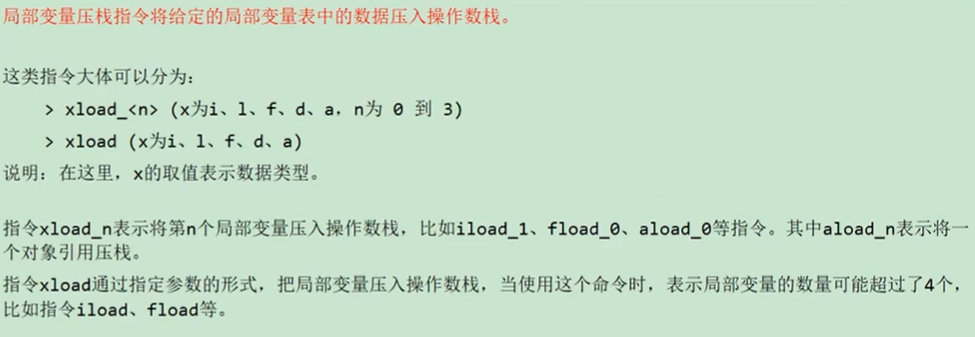 局部变量压栈指令将给定的局部变量表中的数据压入操作数栈。
这类指令大体可以分为：
> xload_<n> (x为i、l、f、d、a，n为 0 到 3)
> xload (x为i、l、f、d、a)
说明：在这里，x的取值表示数据类型。
指令xload_n表示将第n个局部变量压入操作数栈，比如iload_1、fload_0、aload_0等指令。其中aload_n表示将一
个对象引用压栈。
指令xload通过指定参数的形式，把局部变量压入操作数栈，当使用这个命令时，表示局部变量的数量可能超过了4个，
比如指令iload、fload等。